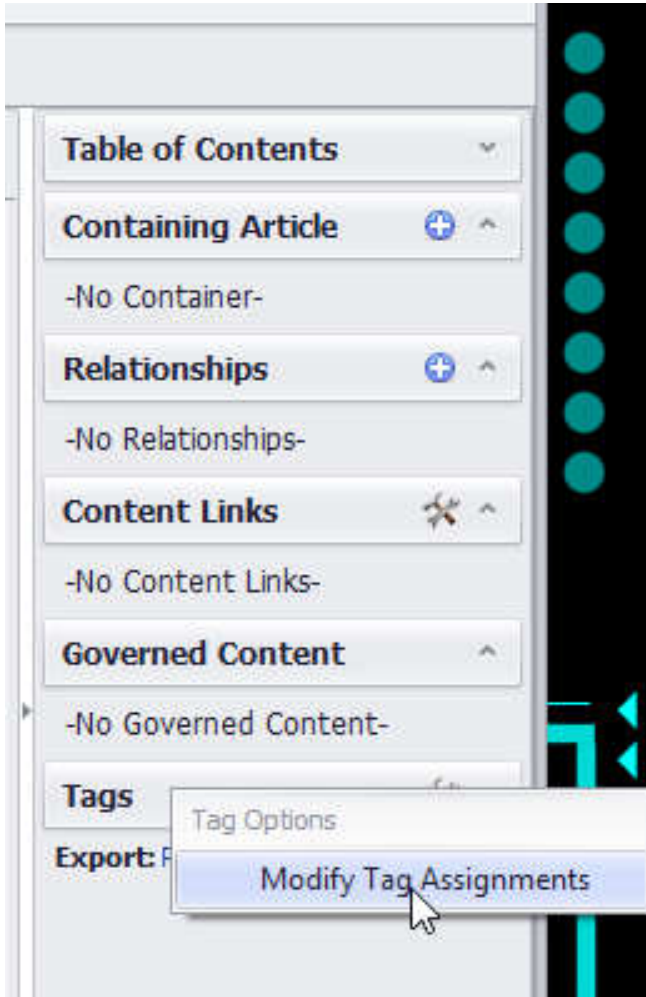 Table of Contents
Containing Article
-No Container-
Relationships
-No Relationships-
Content Links
-No Content Links-
Governed Content
-No Governed Content-
Tags
Tag Options
Export:
Modify Tag Assignments